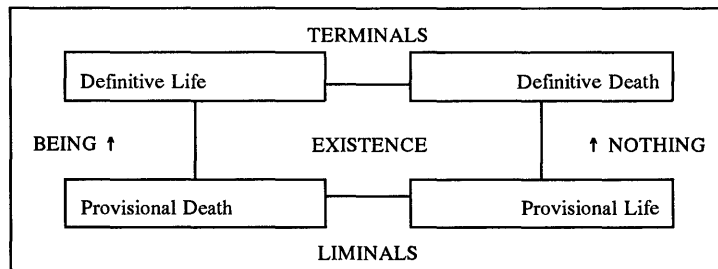 TERMINALS
Definitive Life
Definitive Death
BEING ↑
EXISTENCE
↑ NOTHING
Provisional Death
Provisional Life
LIMINALS